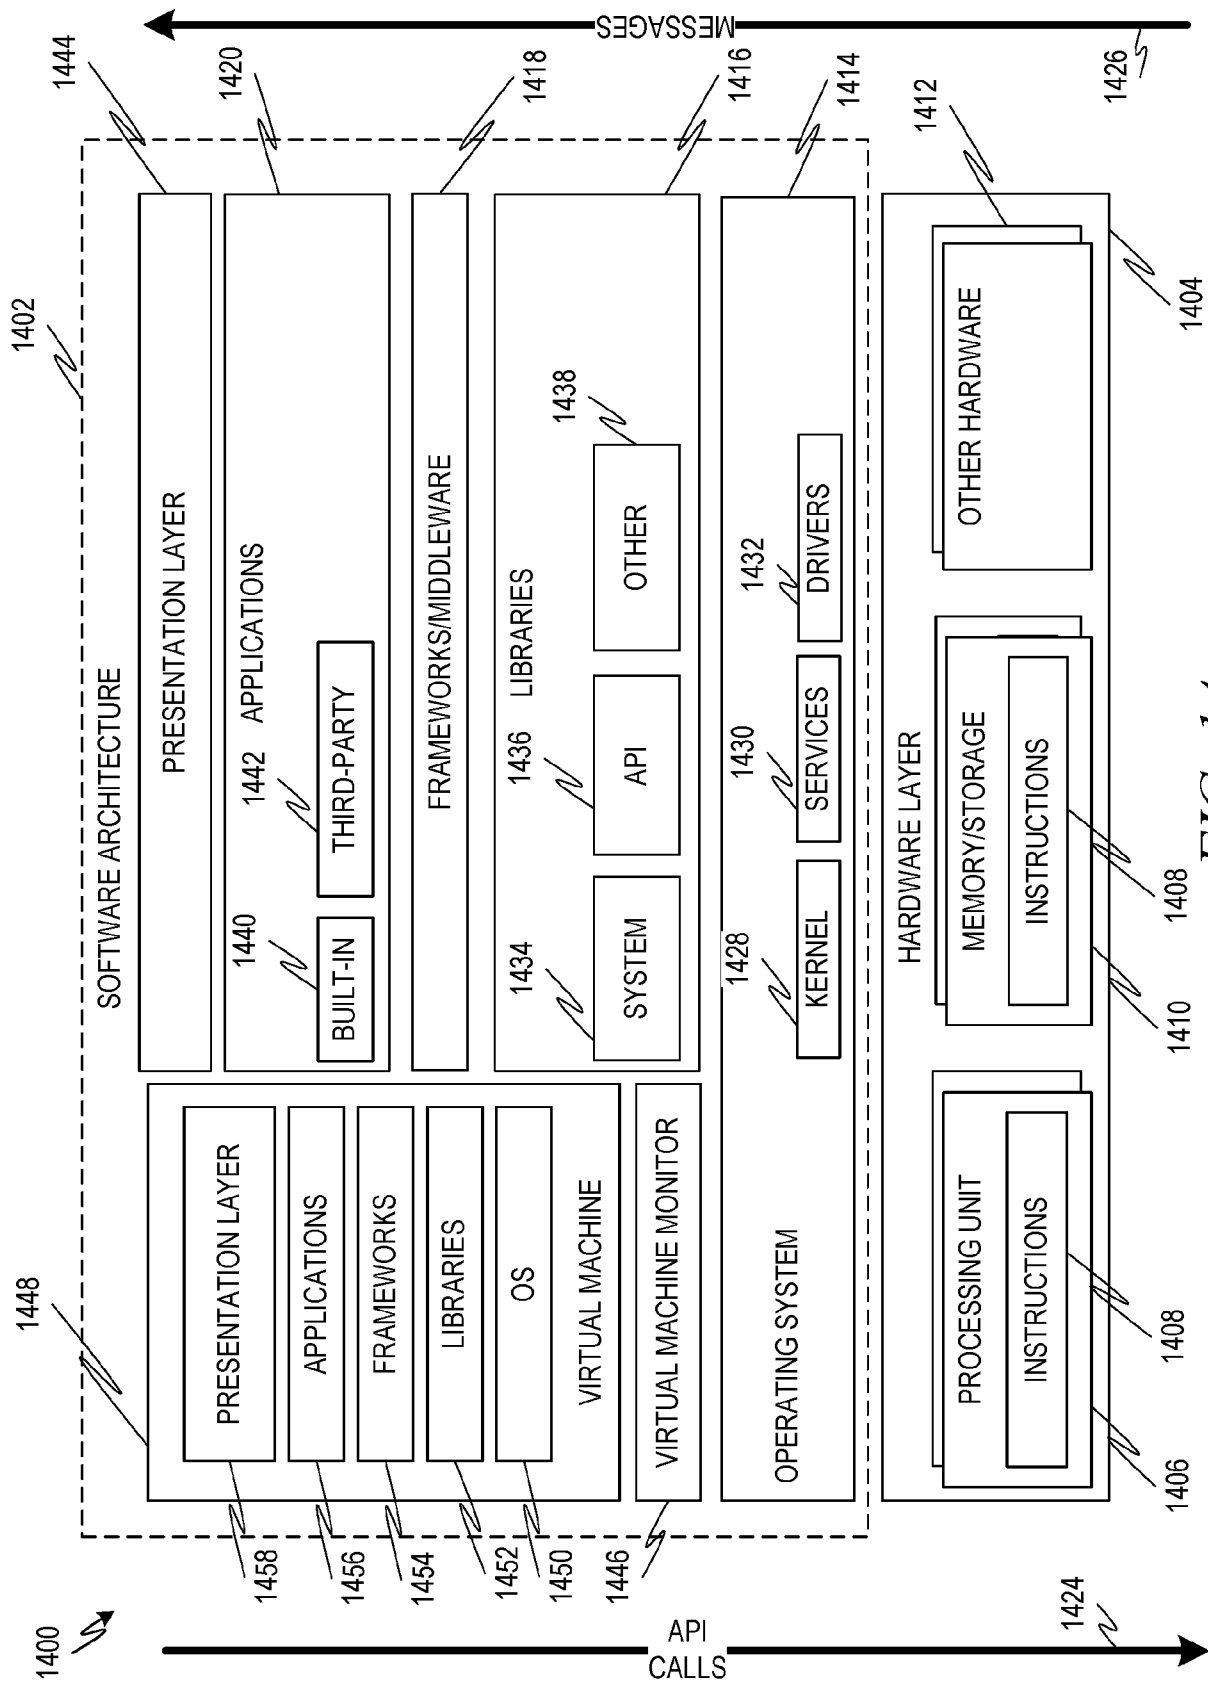 1400
1402
SOFTWARE ARCHITECTURE
1448
1444
PRESENTATION LAYER
1420
APPLICATIONS
1440
BUILT-IN
1442
THIRD-PARTY
1418
FRAMEWORKS/MIDDLEWARE
1416
LIBRARIES
1434
SYSTEM
1436
API
1438
OTHER
1458
PRESENTATION LAYER
1456
APPLICATIONS
1454
FRAMEWORKS
1452
LIBRARIES
1450
OS
VIRTUAL MACHINE
1446
VIRTUAL MACHINE MONITOR
1414
OPERATING SYSTEM
1428
KERNEL
1430
SERVICES
1432
DRIVERS
API
CALLS
1424
MESSAGES
1426
HARDWARE LAYER
1412
PROCESSING UNIT
INSTRUCTIONS
MEMORY/STORAGE
INSTRUCTIONS
OTHER HARDWARE
1406
1408
1410
1408
1404